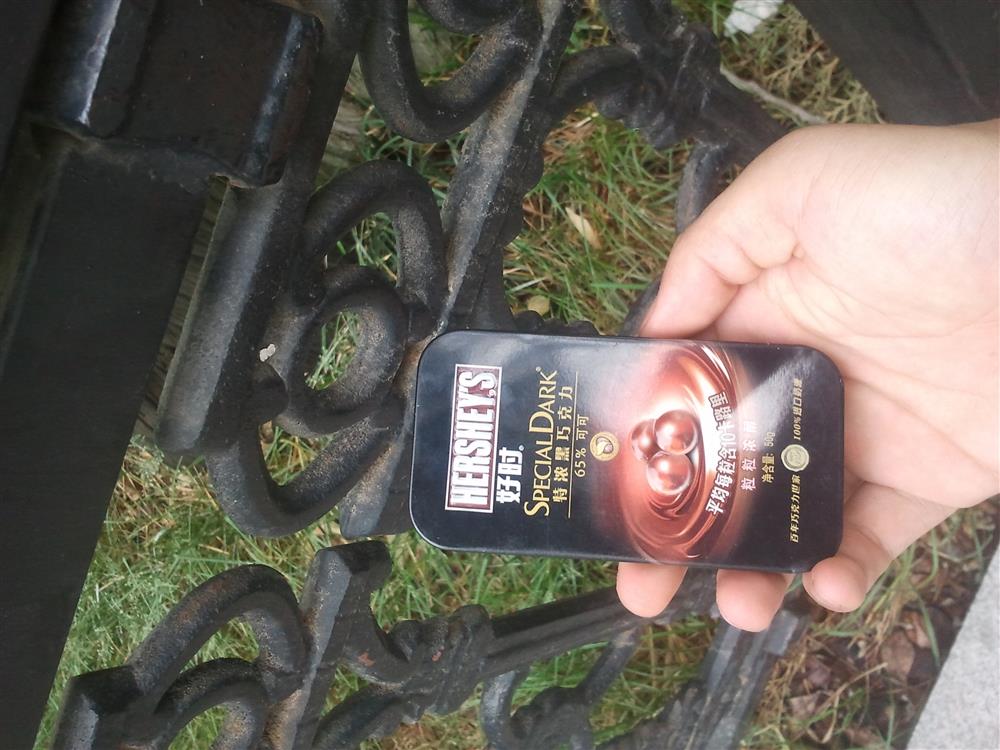 HERSHEY'S
好时®
SPECIAL DARK®
特浓黑巧克力
65% 可可
平均每粒含10卡路里
粒粒浓醇
净含量: 50g
百年巧克力世家 100%进口奶源